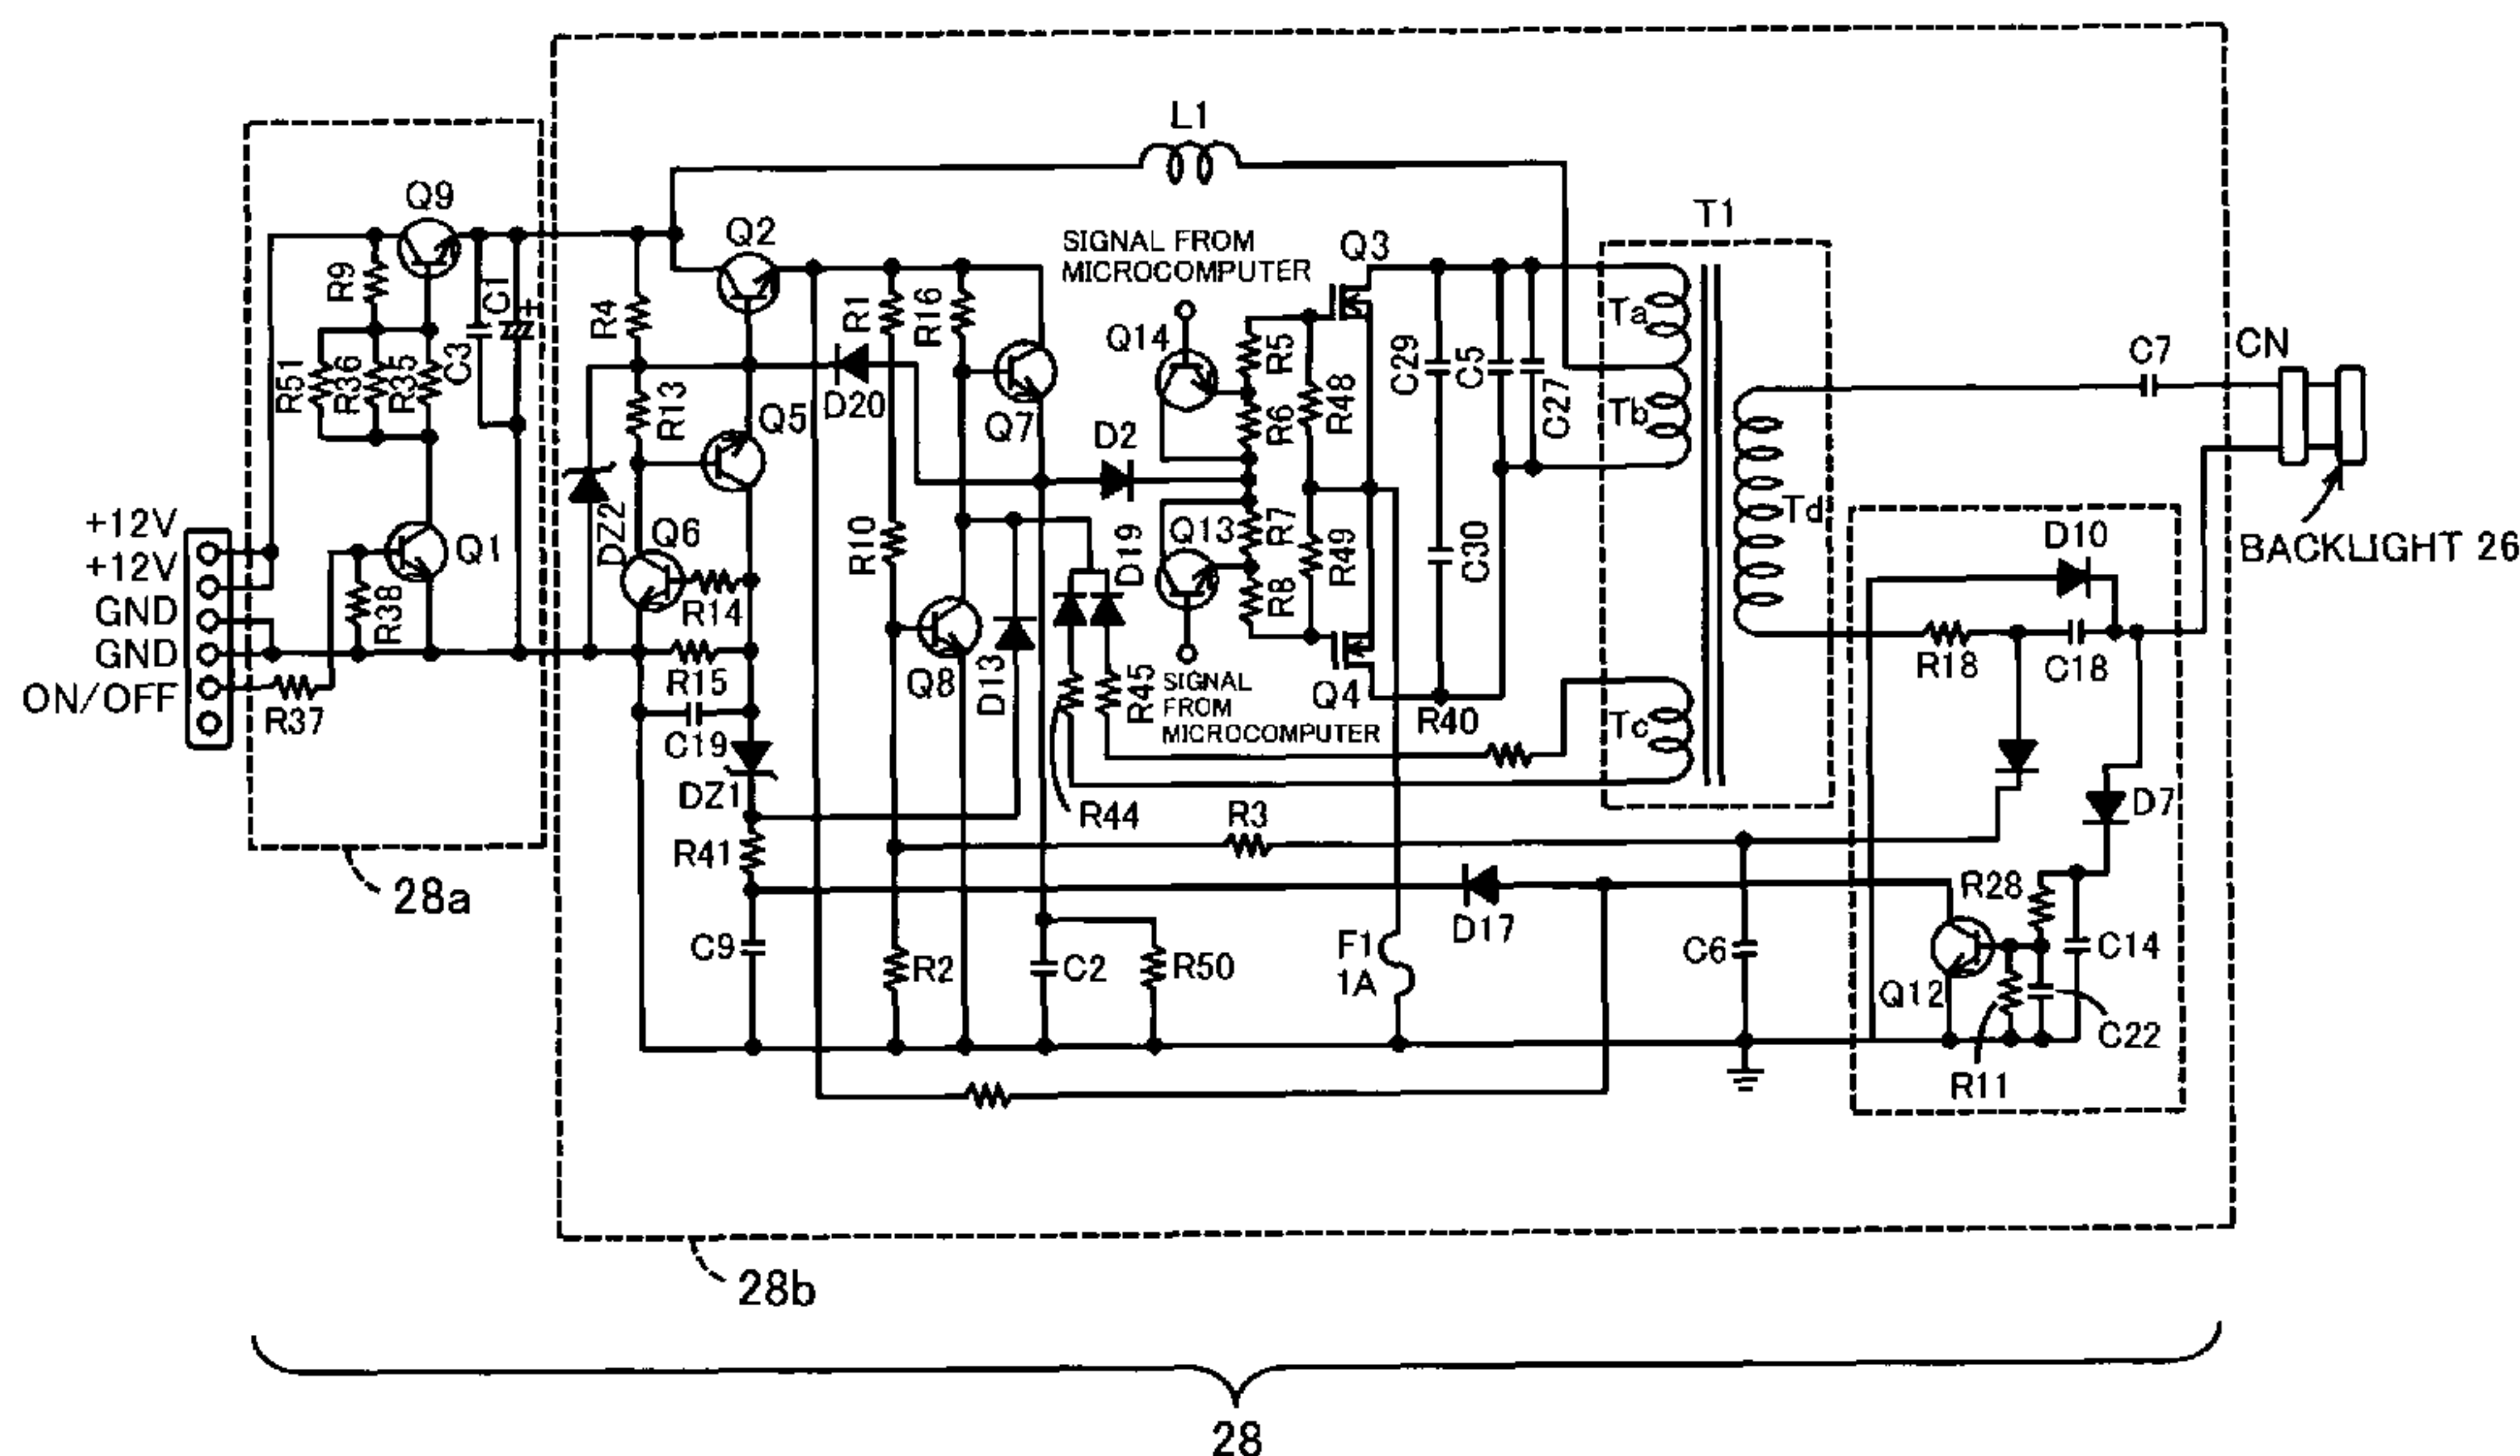 L1
Q9
Q2
T1
SIGNAL FROM
MICROCOMPUTER
Q3
R9
C1
+
R4
R1
R16
Ta
Q14
R5
C29
C5
C7
CN
R51
R36
R35
C3
R13
D20
Q7
R6
R48
C27
Tb
Q5
D2
+12V
+12V
GND
GND
ON/OFF
Q1
R38
R37
DZ2
Q6
R14
R15
C19
DZ1
R10
Q8
D13
D19
Q13
R7
R49
R8
C30
Td
D10
BACKLIGHT 26
R18
C18
R45
SIGNAL
FROM
MICROCOMPUTER
Q4
R40
Tc
R44
R3
D7
R41
28a
R28
D17
C9
R2
C2
R50
F1
1A
C6
C14
Q12
C22
R11
28b
28